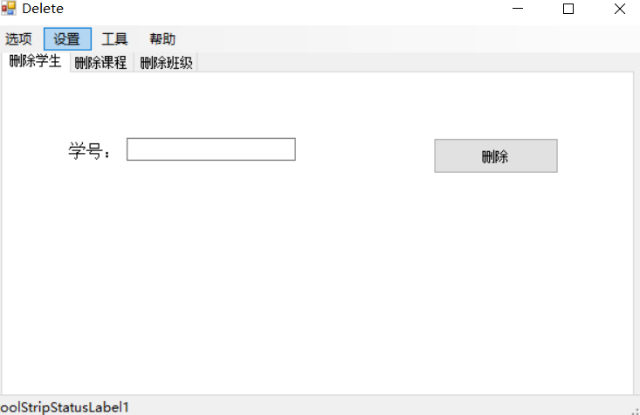 Delete
选项 设置 工具 帮助
删除学生 删除课程 删除班级
学号： 删除
oolStripStatusLabel1